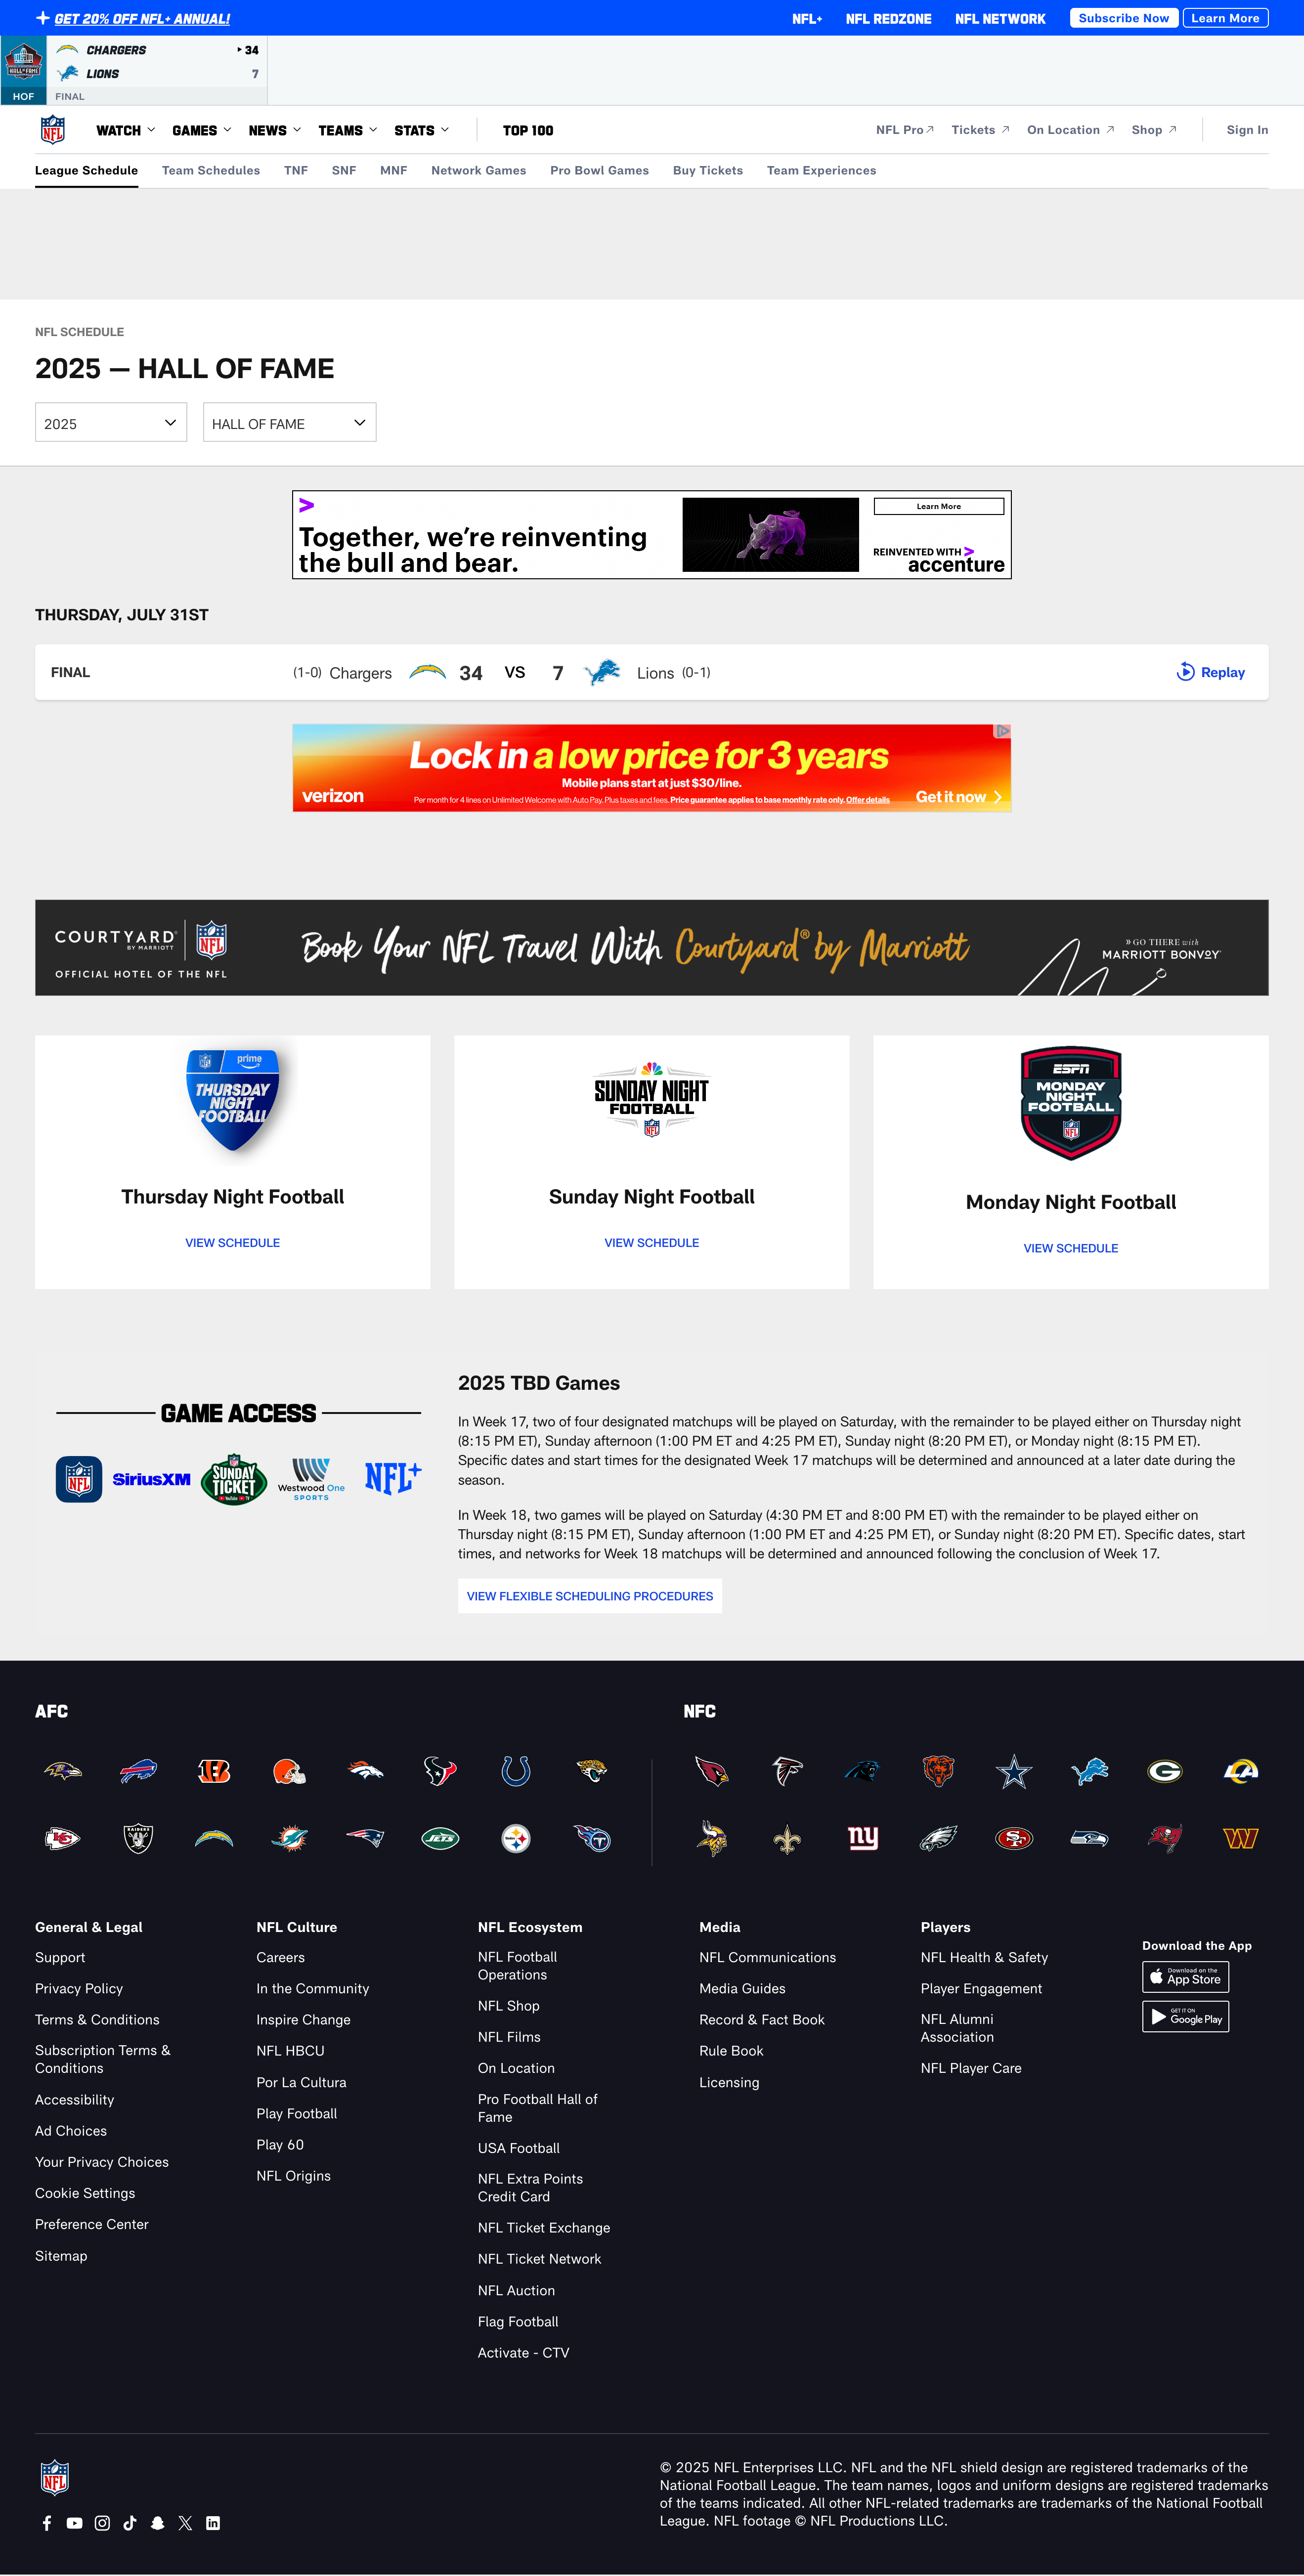 GET 20% OFF NFL+ ANNUAL!
NFL+ NFL REDZONE NFL NETWORK Subscribe Now Learn More
CHARGERS 34
LIONS 7
HOF FINAL
WATCH GAMES NEWS TEAMS STATS TOP 100
NFL Pro Tickets On Location Shop Sign In
League Schedule Team Schedules TNF SNF MNF Network Games Pro Bowl Games Buy Tickets Team Experiences
NFL SCHEDULE
2025 — HALL OF FAME
2025 HALL OF FAME
Together, we're reinventing
the bull and bear.
Learn More
REINVENTED WITH
accenture
THURSDAY, JULY 31ST
FINAL (1-0) Chargers 34 VS 7 Lions (0-1) Replay
Lock in a low price for 3 years
Mobile plans start at just $30/line.
verizon Per month for 4 lines on Unlimited Welcome with Auto Pay. Plus taxes and fees. Price guarantee applies to base monthly rate only. Offer details Get it now
COURTYARD®
BY MARRIOTT
NFL
OFFICIAL HOTEL OF THE NFL
Book Your NFL Travel With Courtyard® by Marriott
» GO THERE with
MARRIOTT BONVOY
prime
THURSDAY
NIGHT
FOOTBALL
SUNDAY NIGHT
FOOTBALL
NFL
ESPN
MONDAY
NIGHT
FOOTBALL
NFL
Thursday Night Football
VIEW SCHEDULE
Sunday Night Football
VIEW SCHEDULE
Monday Night Football
VIEW SCHEDULE
GAME ACCESS
NFL SiriusXM SUNDAY TICKET Westwood One SPORTS NFL+
2025 TBD Games
In Week 17, two of four designated matchups will be played on Saturday, with the remainder to be played either on Thursday night
(8:15 PM ET), Sunday afternoon (1:00 PM ET and 4:25 PM ET), Sunday night (8:20 PM ET), or Monday night (8:15 PM ET).
Specific dates and start times for the designated Week 17 matchups will be determined and announced at a later date during the
season.
In Week 18, two games will be played on Saturday (4:30 PM ET and 8:00 PM ET) with the remainder to be played either on
Thursday night (8:15 PM ET), Sunday afternoon (1:00 PM ET and 4:25 PM ET), or Sunday night (8:20 PM ET). Specific dates, start
times, and networks for Week 18 matchups will be determined and announced following the conclusion of Week 17.
VIEW FLEXIBLE SCHEDULING PROCEDURES
AFC
NFC
General & Legal
Support
Privacy Policy
Terms & Conditions
Subscription Terms &
Conditions
Accessibility
Ad Choices
Your Privacy Choices
Cookie Settings
Preference Center
Sitemap
NFL Culture
Careers
In the Community
Inspire Change
NFL HBCU
Por La Cultura
Play Football
Play 60
NFL Origins
NFL Ecosystem
NFL Football
Operations
NFL Shop
NFL Films
On Location
Pro Football Hall of
Fame
USA Football
NFL Extra Points
Credit Card
NFL Ticket Exchange
NFL Ticket Network
NFL Auction
Flag Football
Activate - CTV
Media
NFL Communications
Media Guides
Record & Fact Book
Rule Book
Licensing
Players
NFL Health & Safety
Player Engagement
NFL Alumni
Association
NFL Player Care
Download the App
Download on the
App Store
GET IT ON
Google Play
NFL
© 2025 NFL Enterprises LLC. NFL and the NFL shield design are registered trademarks of the
National Football League. The team names, logos and uniform designs are registered trademarks
of the teams indicated. All other NFL-related trademarks are trademarks of the National Football
League. NFL footage © NFL Productions LLC.